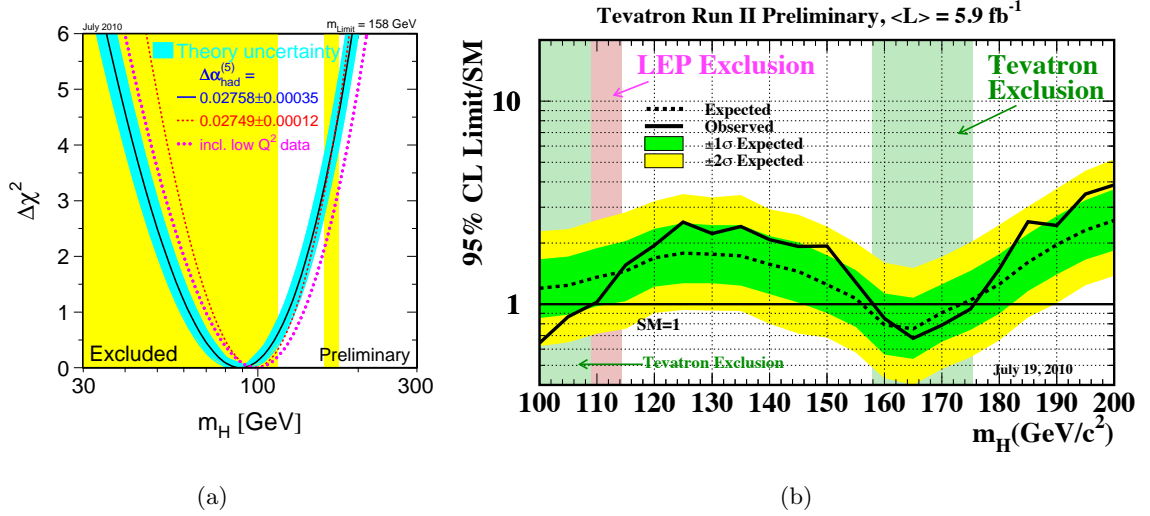 July 2010
m_Limit = 158 GeV
6
5
4
3
2
1
0
Δχ²
Theory uncertainty
Δα_had^(5) =
0.02758±0.00035
0.02749±0.00012
incl. low Q² data
Excluded
Preliminary
30
100
300
m_H [GeV]
(a)
Tevatron Run II Preliminary, <L> = 5.9 fb⁻¹
95% CL Limit/SM
10
1
LEP Exclusion
Tevatron
Exclusion
Expected
Observed
±1σ Expected
±2σ Expected
SM=1
Tevatron Exclusion
July 19, 2010
100 110 120 130 140 150 160 170 180 190 200
m_H(GeV/c²)
(b)